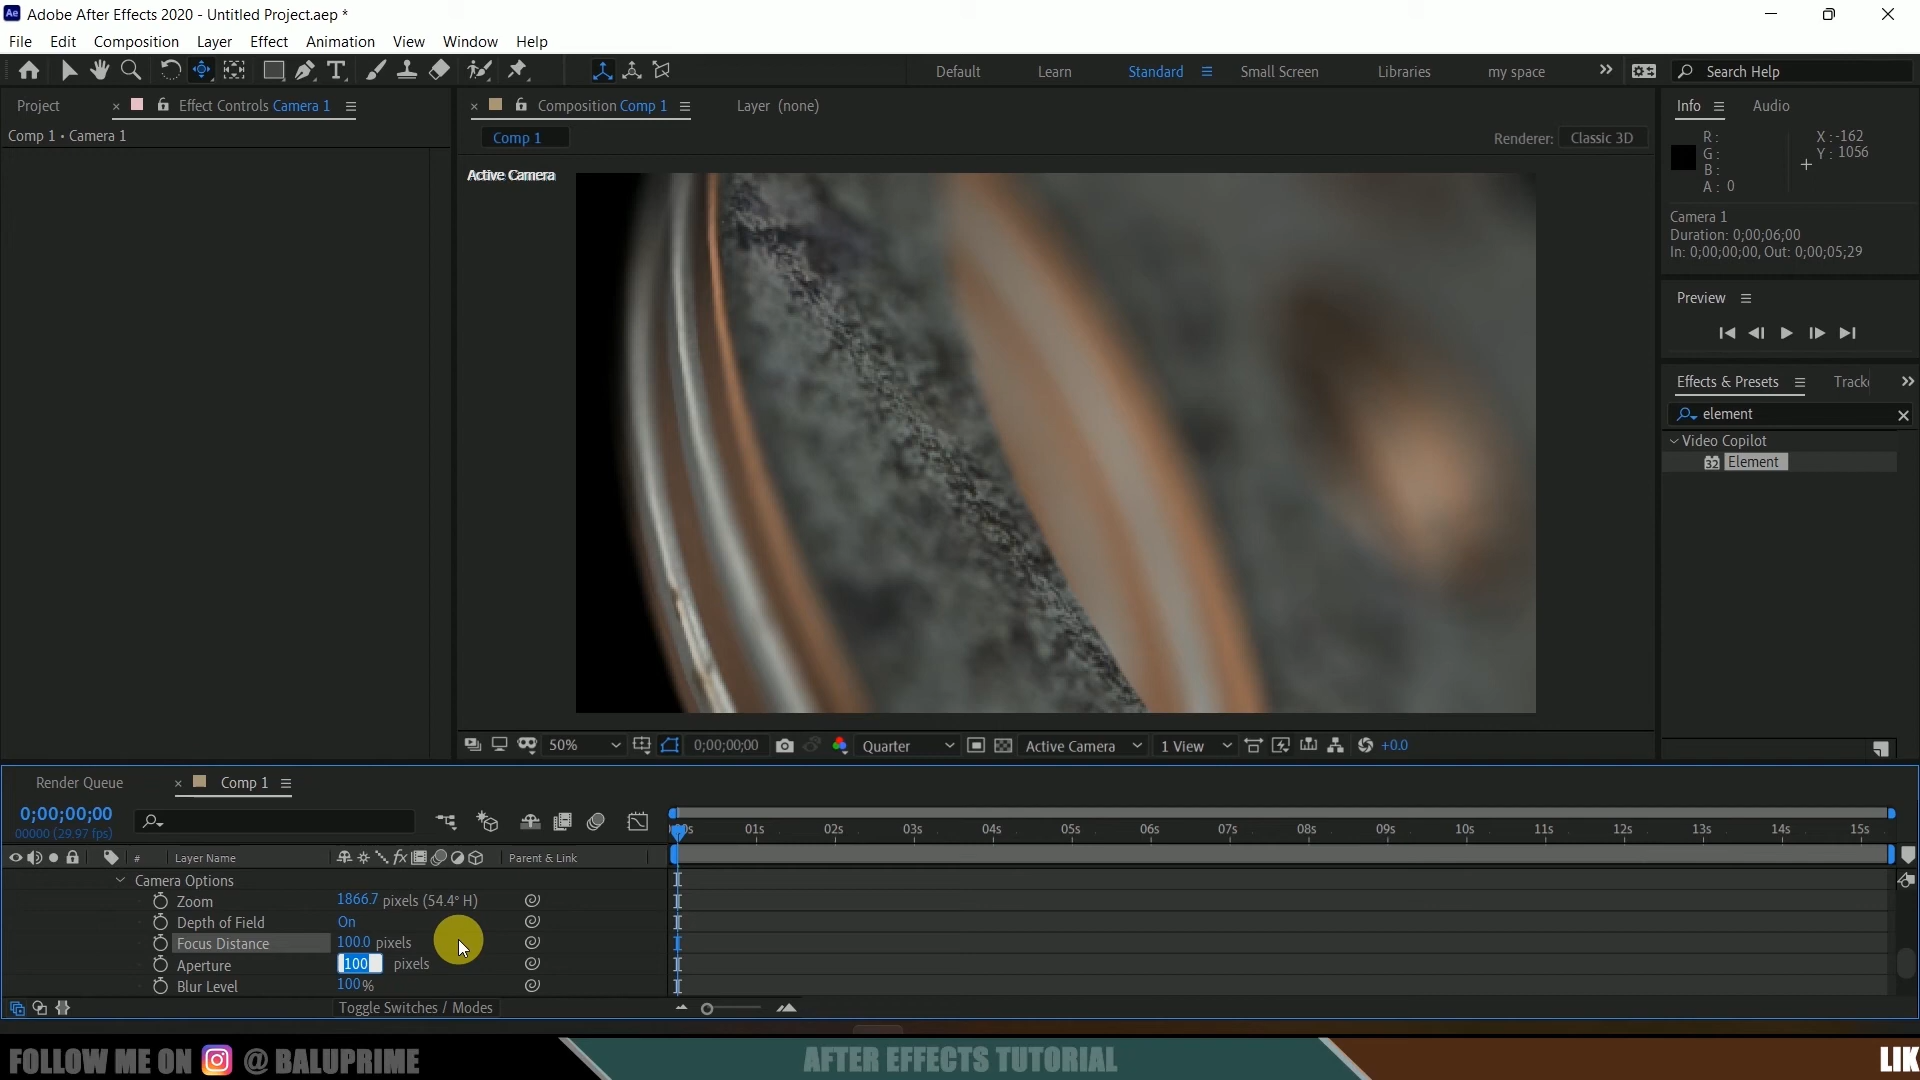 Ae Adobe After Effects 2020 - Untitled Project.aep *
File Edit Composition Layer Effect Animation View Window Help
Default Learn Standard Small Screen Libraries my space Search Help
Project Effect Controls Camera 1
Comp 1 • Camera 1
Composition Comp 1 Layer (none)
Comp 1
Renderer: Classic 3D
Active Camera
Info Audio
R :
G :
B :
A : 0
X : -162
Y : 1056
Camera 1
Duration: 0;00;06;00
In: 0;00;00;00, Out: 0;00;05;29
Preview
Effects & Presets
element
Video Copilot
32 Element
50% 0;00;00;00 Quarter Active Camera 1 View +0.0
Render Queue Comp 1
0;00;00;00
00000 (29.97 fps)
01s 02s 03s 04s 05s 06s 07s 08s 09s 10s 11s 12s 13s 14s 15s
# Layer Name Parent & Link
Camera Options
Zoom 1866.7 pixels (54.4° H)
Depth of Field On
Focus Distance 100.0 pixels
Aperture 100 pixels
Blur Level 100%
Toggle Switches / Modes
FOLLOW ME ON @ BALUPRIME
AFTER EFFECTS TUTORIAL
LIK